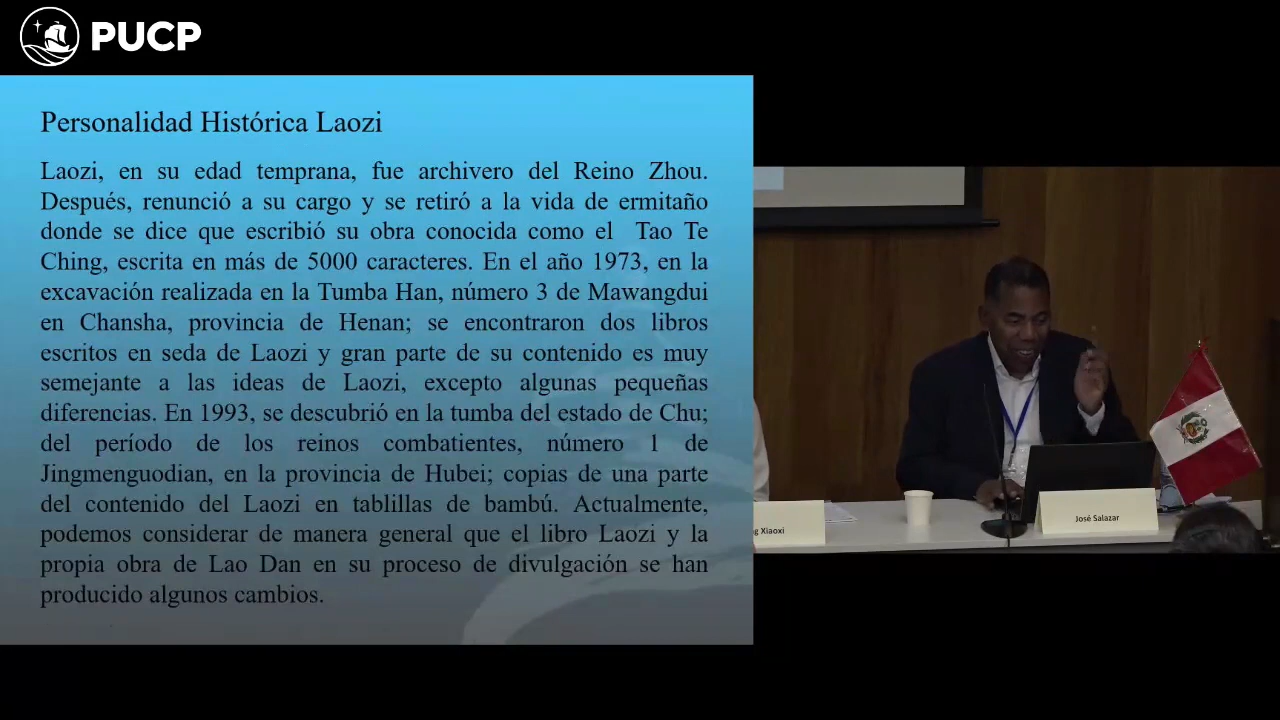 PUCP
Personalidad Histórica Laozi
Laozi, en su edad temprana, fue archivero del Reino Zhou.
Después, renunció a su cargo y se retiró a la vida de ermitaño
donde se dice que escribió su obra conocida como el Tao Te
Ching, escrita en más de 5000 caracteres. En el año 1973, en la
excavación realizada en la Tumba Han, número 3 de Mawangdui
en Chansha, provincia de Henan; se encontraron dos libros
escritos en seda de Laozi y gran parte de su contenido es muy
semejante a las ideas de Laozi, excepto algunas pequeñas
diferencias. En 1993, se descubrió en la tumba del estado de Chu;
del período de los reinos combatientes, número 1 de
Jingmenguodian, en la provincia de Hubei; copias de una parte
del contenido del Laozi en tablillas de bambú. Actualmente,
podemos considerar de manera general que el libro Laozi y la
propia obra de Lao Dan en su proceso de divulgación se han
producido algunos cambios.
g Xiaoxi
José Salazar